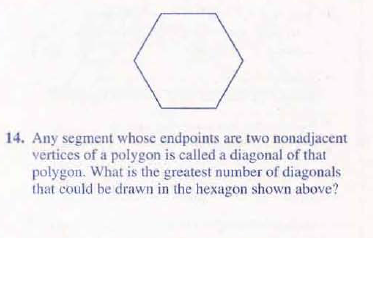 14. Any segment whose endpoints are two nonadjacent
vertices of a polygon is called a diagonal of that
polygon. What is the greatest number of diagonals
that could be drawn in the hexagon shown above?